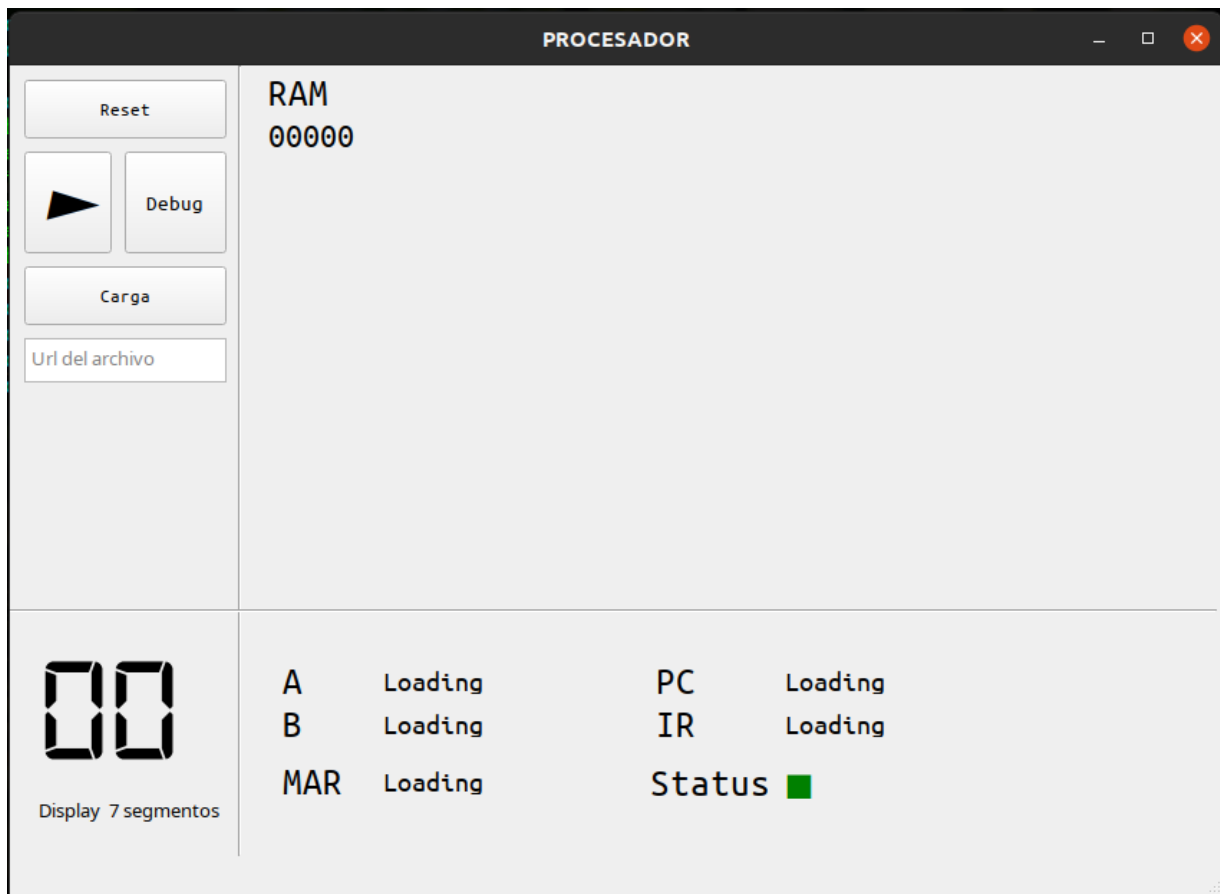 PROCESADOR
Reset
Debug
Carga
Url del archivo
RAM
00000
00
Display 7 segmentos
A Loading PC Loading
B Loading IR Loading
MAR Loading Status